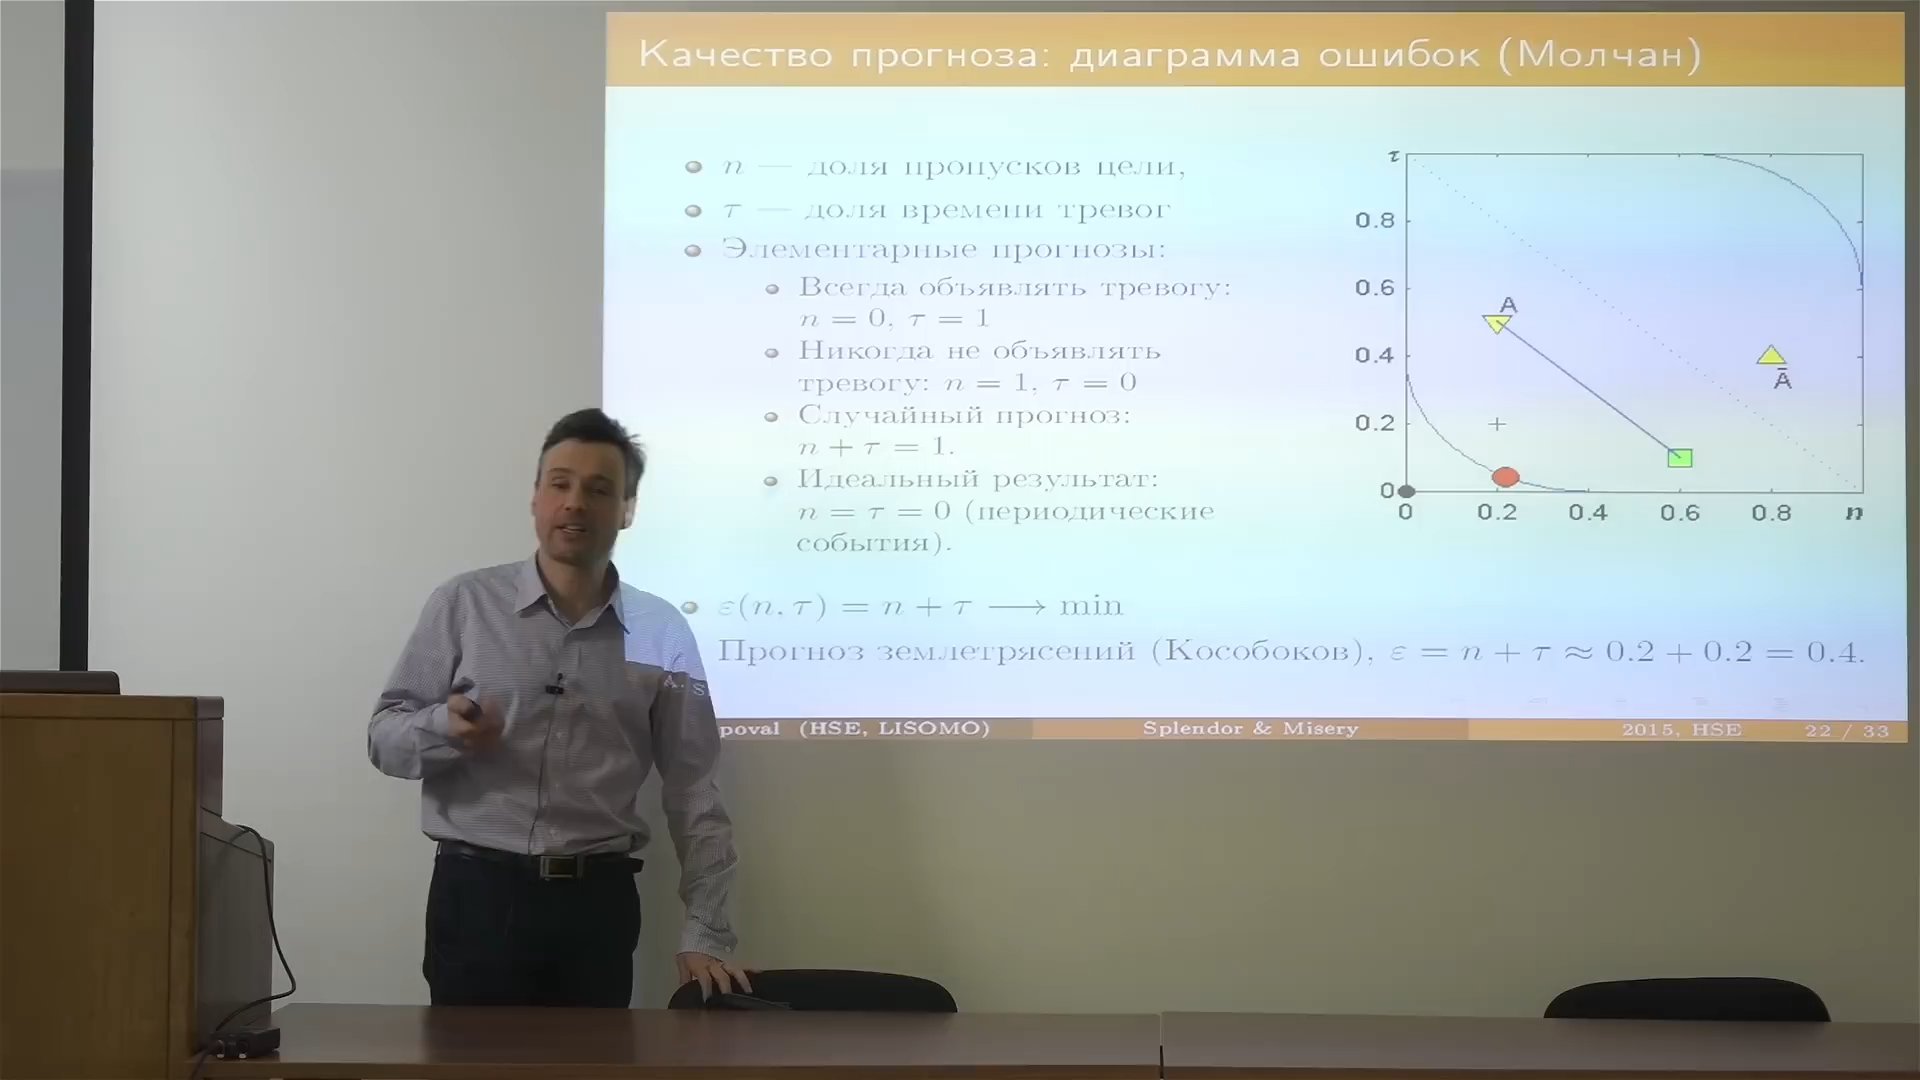 Качество прогноза: диаграмма ошибок (Молчан)
n — доля пропусков цели,
τ — доля времени тревог
Элементарные прогнозы:
Всегда объявлять тревогу:
n = 0, τ = 1
Никогда не объявлять
тревогу: n = 1, τ = 0
Случайный прогноз:
n + τ = 1.
Идеальный результат:
n = τ = 0 (периодические
события).
ε(n, τ) = n + τ ⟶ min
Прогноз землетрясений (Кособоков), ε = n + τ ≈ 0.2 + 0.2 = 0.4.
τ
0.8
0.6
0.4
0.2
0
A
Ā
0 0.2 0.4 0.6 0.8 n
A. S
poval (HSE, LISOMO) Splendor & Misery 2015, HSE 22 / 33